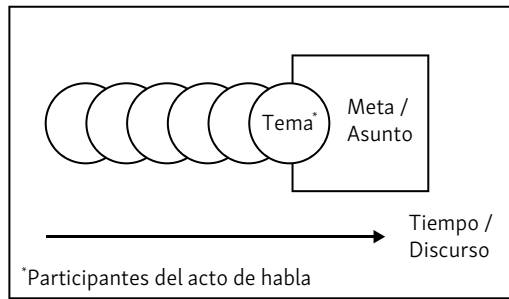 Tema*
Meta /
Asunto
Tiempo /
Discurso
*Participantes del acto de habla